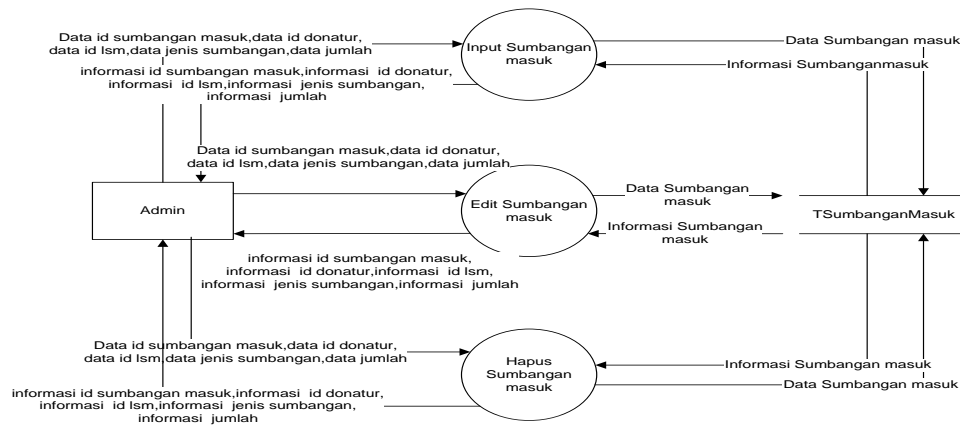 Data id sumbangan masuk,data id donatur,
data id lsm,data jenis sumbangan,data jumlah
Input Sumbangan
masuk
Data Sumbangan masuk
Informasi Sumbanganmasuk
informasi id sumbangan masuk,informasi  id donatur,
informasi  id lsm,informasi  jenis sumbangan,
informasi  jumlah
Data id sumbangan masuk,data id donatur,
data id lsm,data jenis sumbangan,data jumlah
Admin
Edit Sumbangan
masuk
Data Sumbangan
masuk
Informasi Sumbangan
masuk
TSumbanganMasuk
informasi id sumbangan masuk,
informasi  id donatur,informasi  id lsm,
informasi  jenis sumbangan,informasi  jumlah
Data id sumbangan masuk,data id donatur,
data id lsm,data jenis sumbangan,data jumlah
Hapus
Sumbangan
masuk
Informasi Sumbangan masuk
Data Sumbangan masuk
informasi id sumbangan masuk,informasi  id donatur,
informasi  id lsm,informasi  jenis sumbangan,
informasi  jumlah